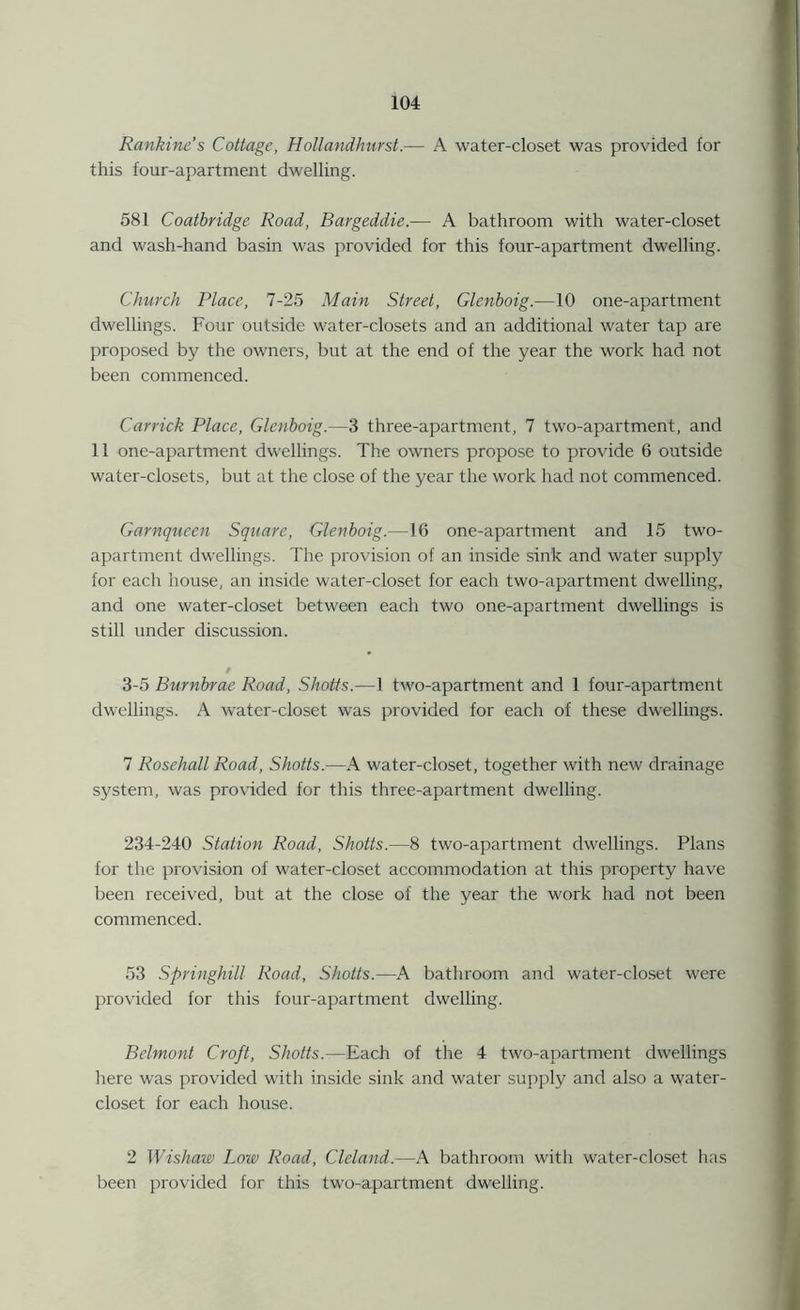 104
Rankine's Cottage, Hollandhurst.— A water-closet was provided for
this four-apartment dwelling.
581 Coatbridge Road, Bargeddie.— A bathroom with water-closet
and wash-hand basin was provided for this four-apartment dwelling.
Church Place, 7-25 Main Street, Glenboig.—10 one-apartment
dwellings. Four outside water-closets and an additional water tap are
proposed by the owners, but at the end of the year the work had not
been commenced.
Carrick Place, Glenboig.—3 three-apartment, 7 two-apartment, and
11 one-apartment dwellings. The owners propose to provide 6 outside
water-closets, but at the close of the year the work had not commenced.
Garnqueen Square, Glenboig.—16 one-apartment and 15 two-
apartment dwellings. The provision of an inside sink and water supply
for each house, an inside water-closet for each two-apartment dwelling,
and one water-closet between each two one-apartment dwellings is
still under discussion.
3-5 Burnbrae Road, Shotts.—1 two-apartment and 1 four-apartment
dwellings. A water-closet was provided for each of these dwellings.
7 Rosehall Road, Shotts.—A water-closet, together with new drainage
system, was provided for this three-apartment dwelling.
234-240 Station Road, Shotts.—8 two-apartment dwellings. Plans
for the provision of water-closet accommodation at this property have
been received, but at the close of the year the work had not been
commenced.
53 Springhill Road, Shotts.—A bathroom and water-closet were
provided for this four-apartment dwelling.
Belmont Croft, Shotts.—Each of the 4 two-apartment dwellings
here was provided with inside sink and water supply and also a water-
closet for each house.
2 Wishaw Low Road, Cleland.—A bathroom with water-closet has
been provided for this two-apartment dwelling.